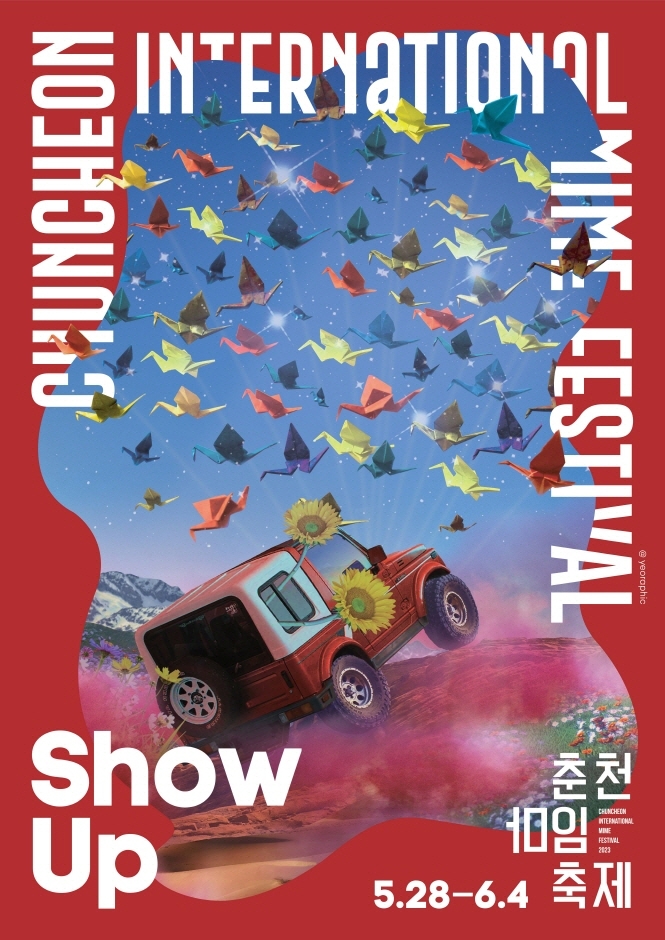 CHUNCHEON
INTERNATIONAL
MIME FESTIVAL
@ yeoraphic
Show
Up
5.28–6.4
춘천
마임
축제
CHUNCHEON
INTERNATIONAL
MIME
FESTIVAL
2023